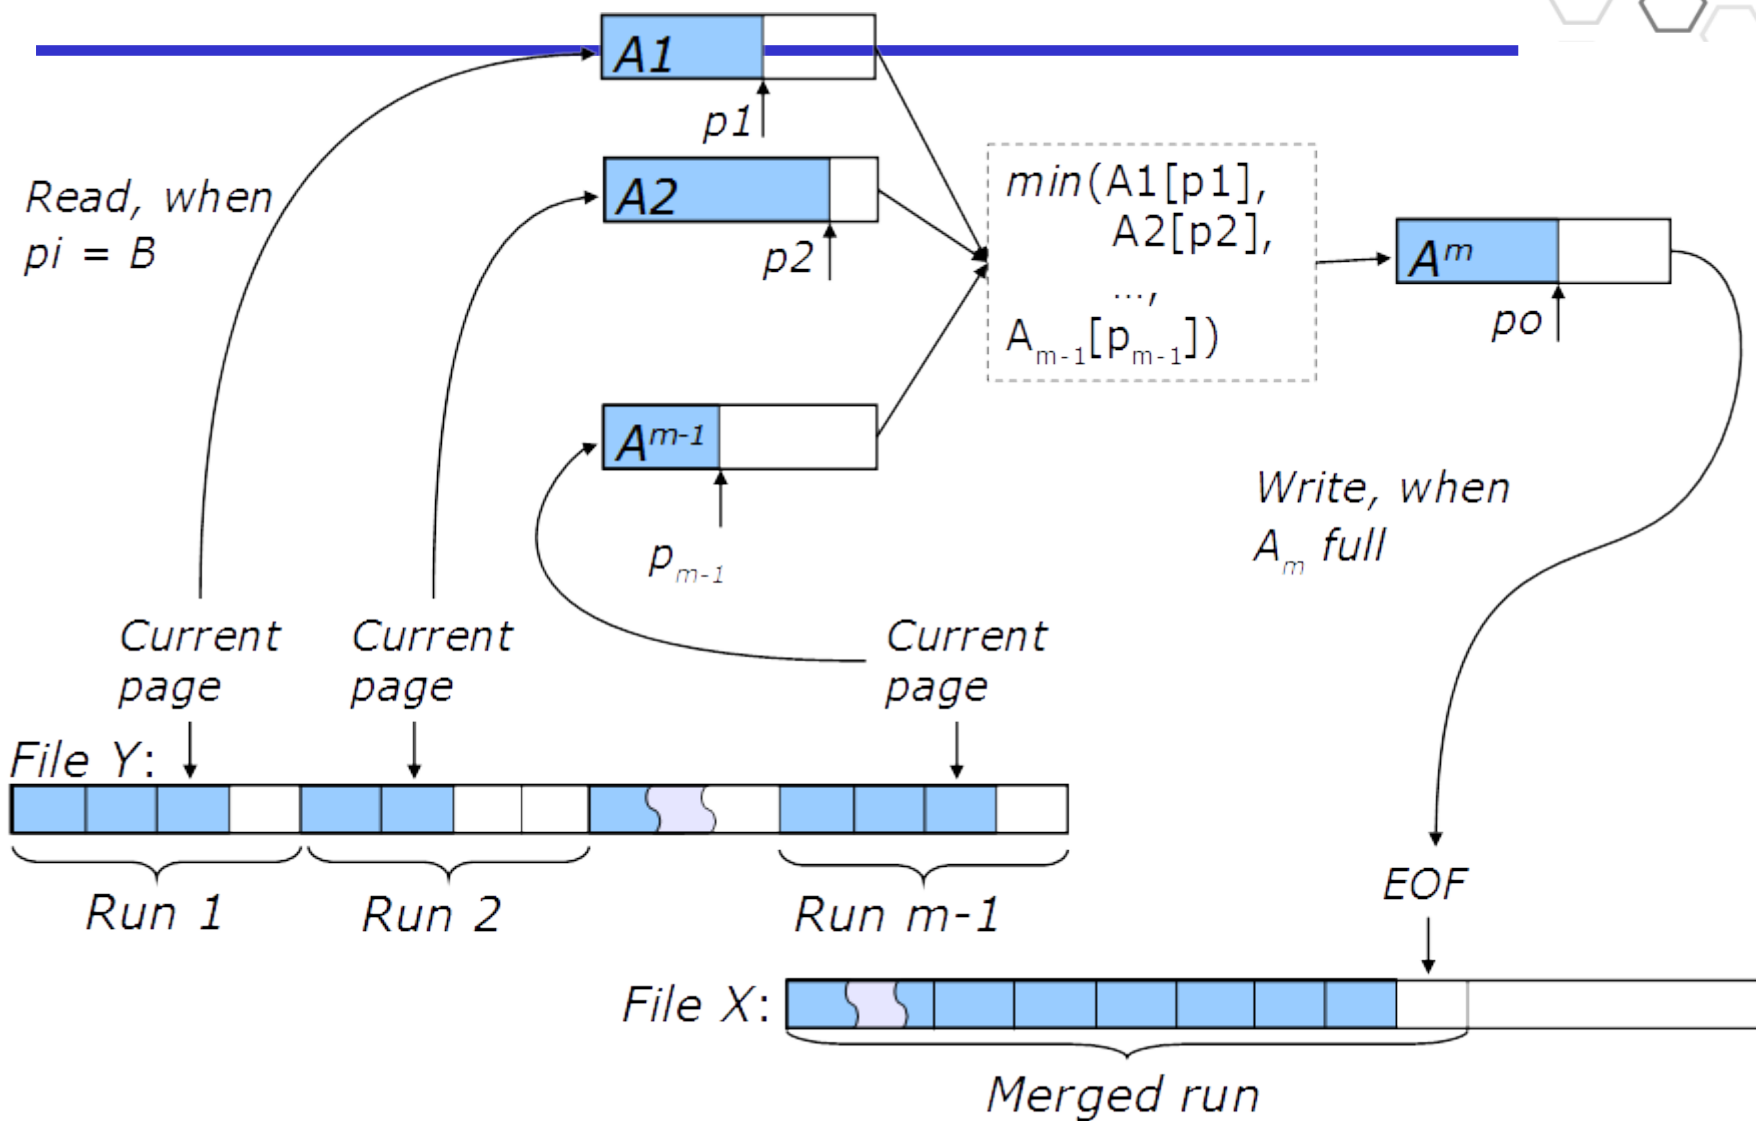 A1
p1
Read, when
pi = B
A2
p2
min(A1[p1],
A2[p2],
...,
Am-1[pm-1])
A^m
po
A^m-1
pm-1
Write, when
Am full
Current
page
Current
page
Current
page
File Y:
Run 1
Run 2
Run m-1
EOF
File X:
Merged run